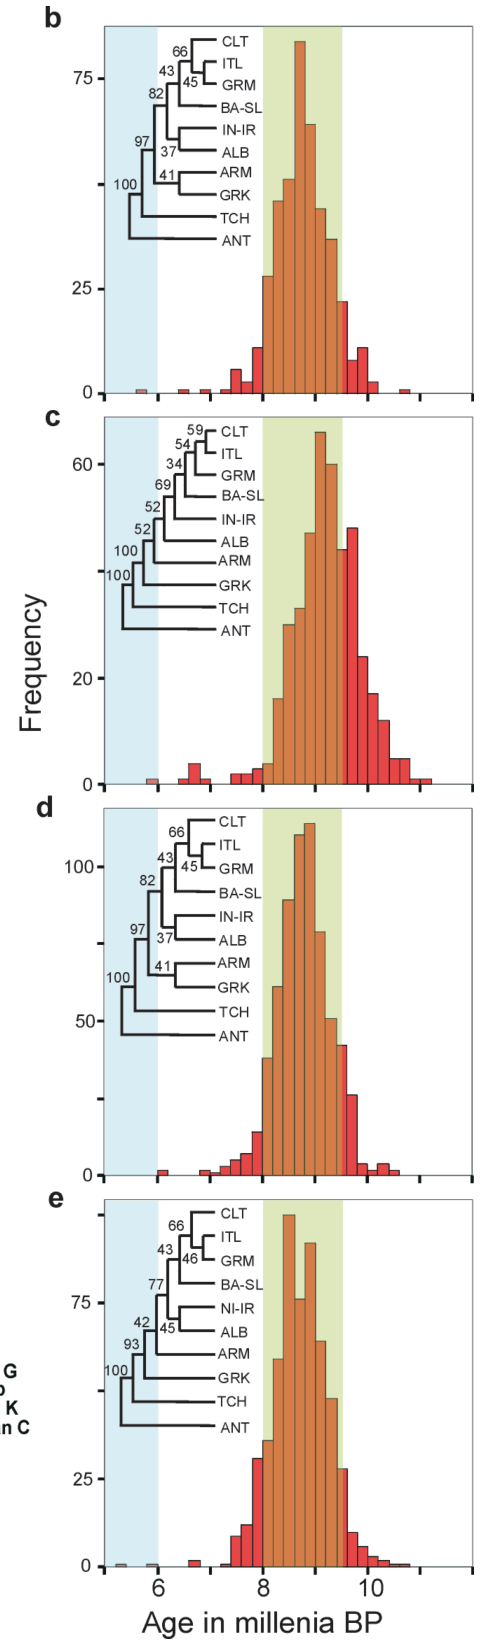 b
75
25
0
66
43
45
82
97
37
41
100
CLT
ITL
GRM
BA-SL
IN-IR
ALB
ARM
GRK
TCH
ANT
c
60
20
0
59
54
34
69
52
52
100
100
CLT
ITL
GRM
BA-SL
IN-IR
ALB
ARM
GRK
TCH
ANT
Frequency
d
100
50
0
66
43
45
82
97
37
41
100
CLT
ITL
GRM
BA-SL
IN-IR
ALB
ARM
GRK
TCH
ANT
e
75
25
0
66
43
46
77
42
45
93
100
CLT
ITL
GRM
BA-SL
NI-IR
ALB
ARM
GRK
TCH
ANT
G
K
n C
6 8 10
Age in millenia BP